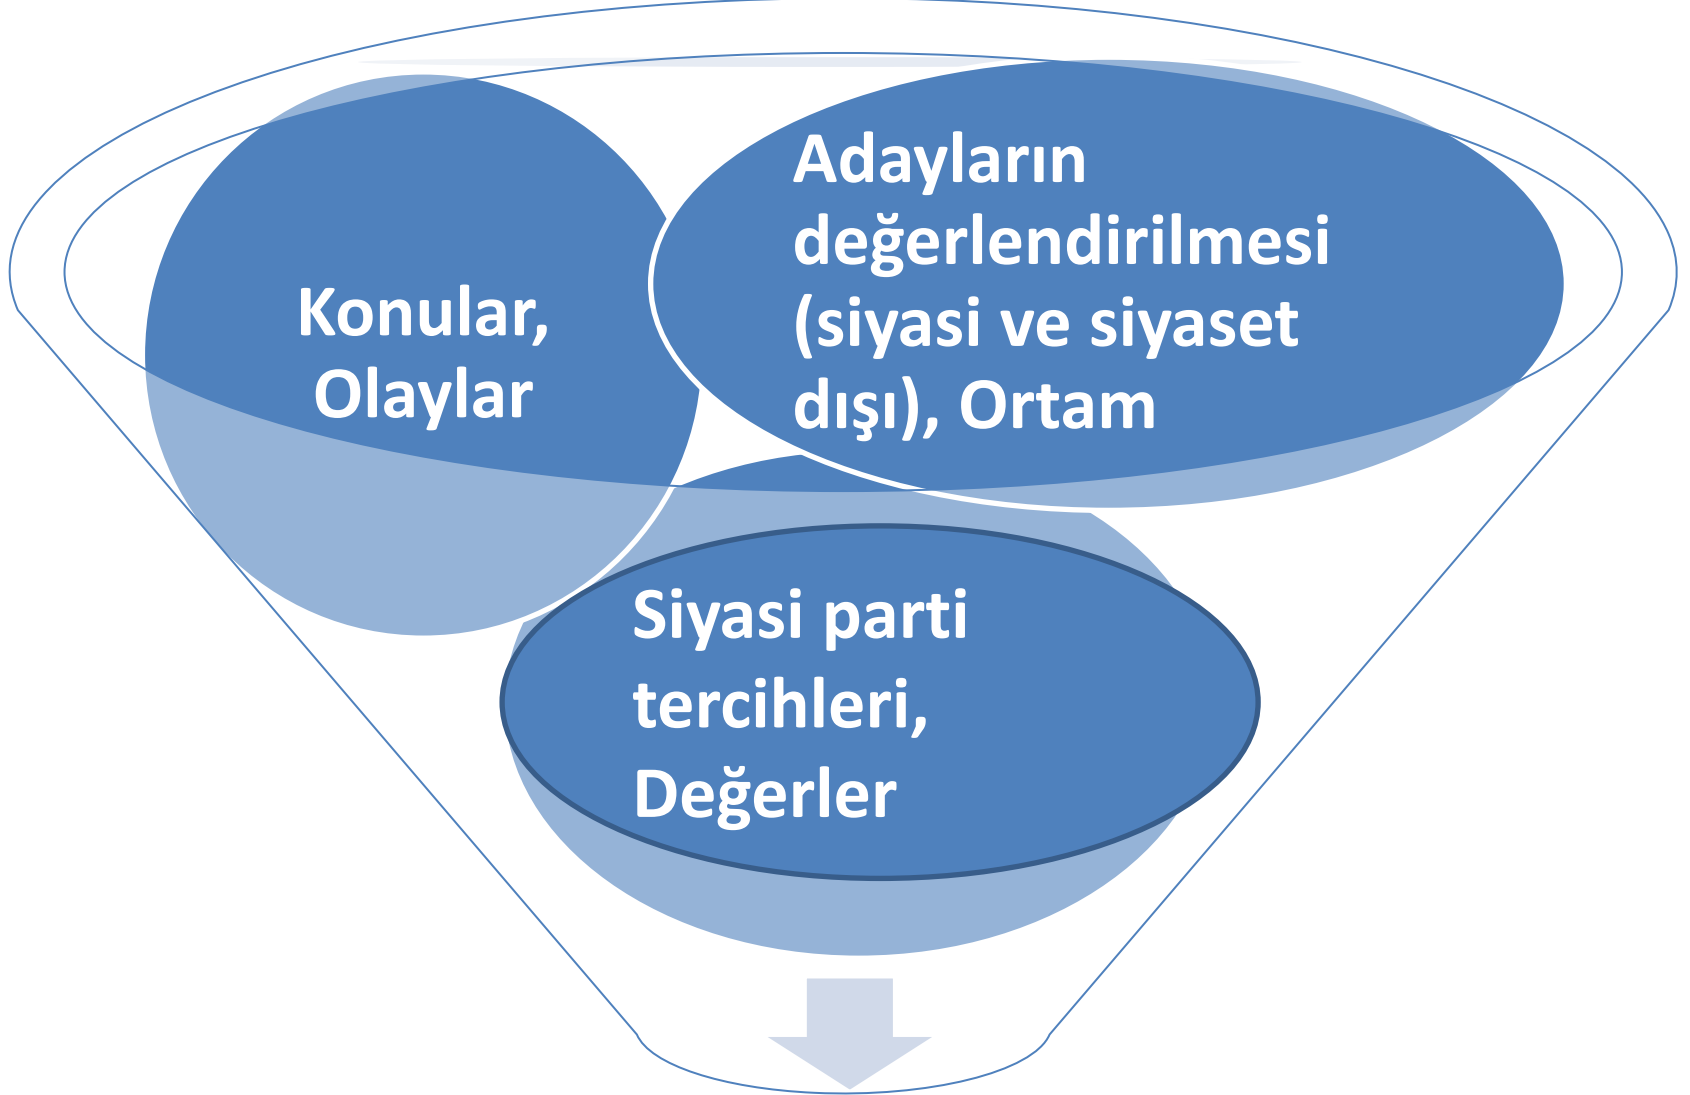 Konular,
Olaylar
Adayların
değerlendirilmesi
(siyasi ve siyaset
dışı), Ortam
Siyasi parti
tercihleri,
Değerler